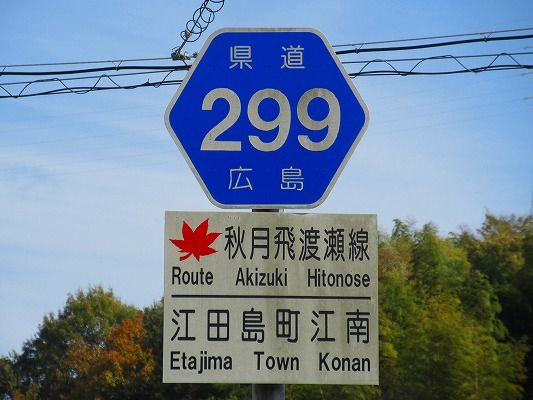 県道
299
広島
秋月飛渡瀬線
Route Akizuki Hitonose
江田島町江南
Etajima Town Konan